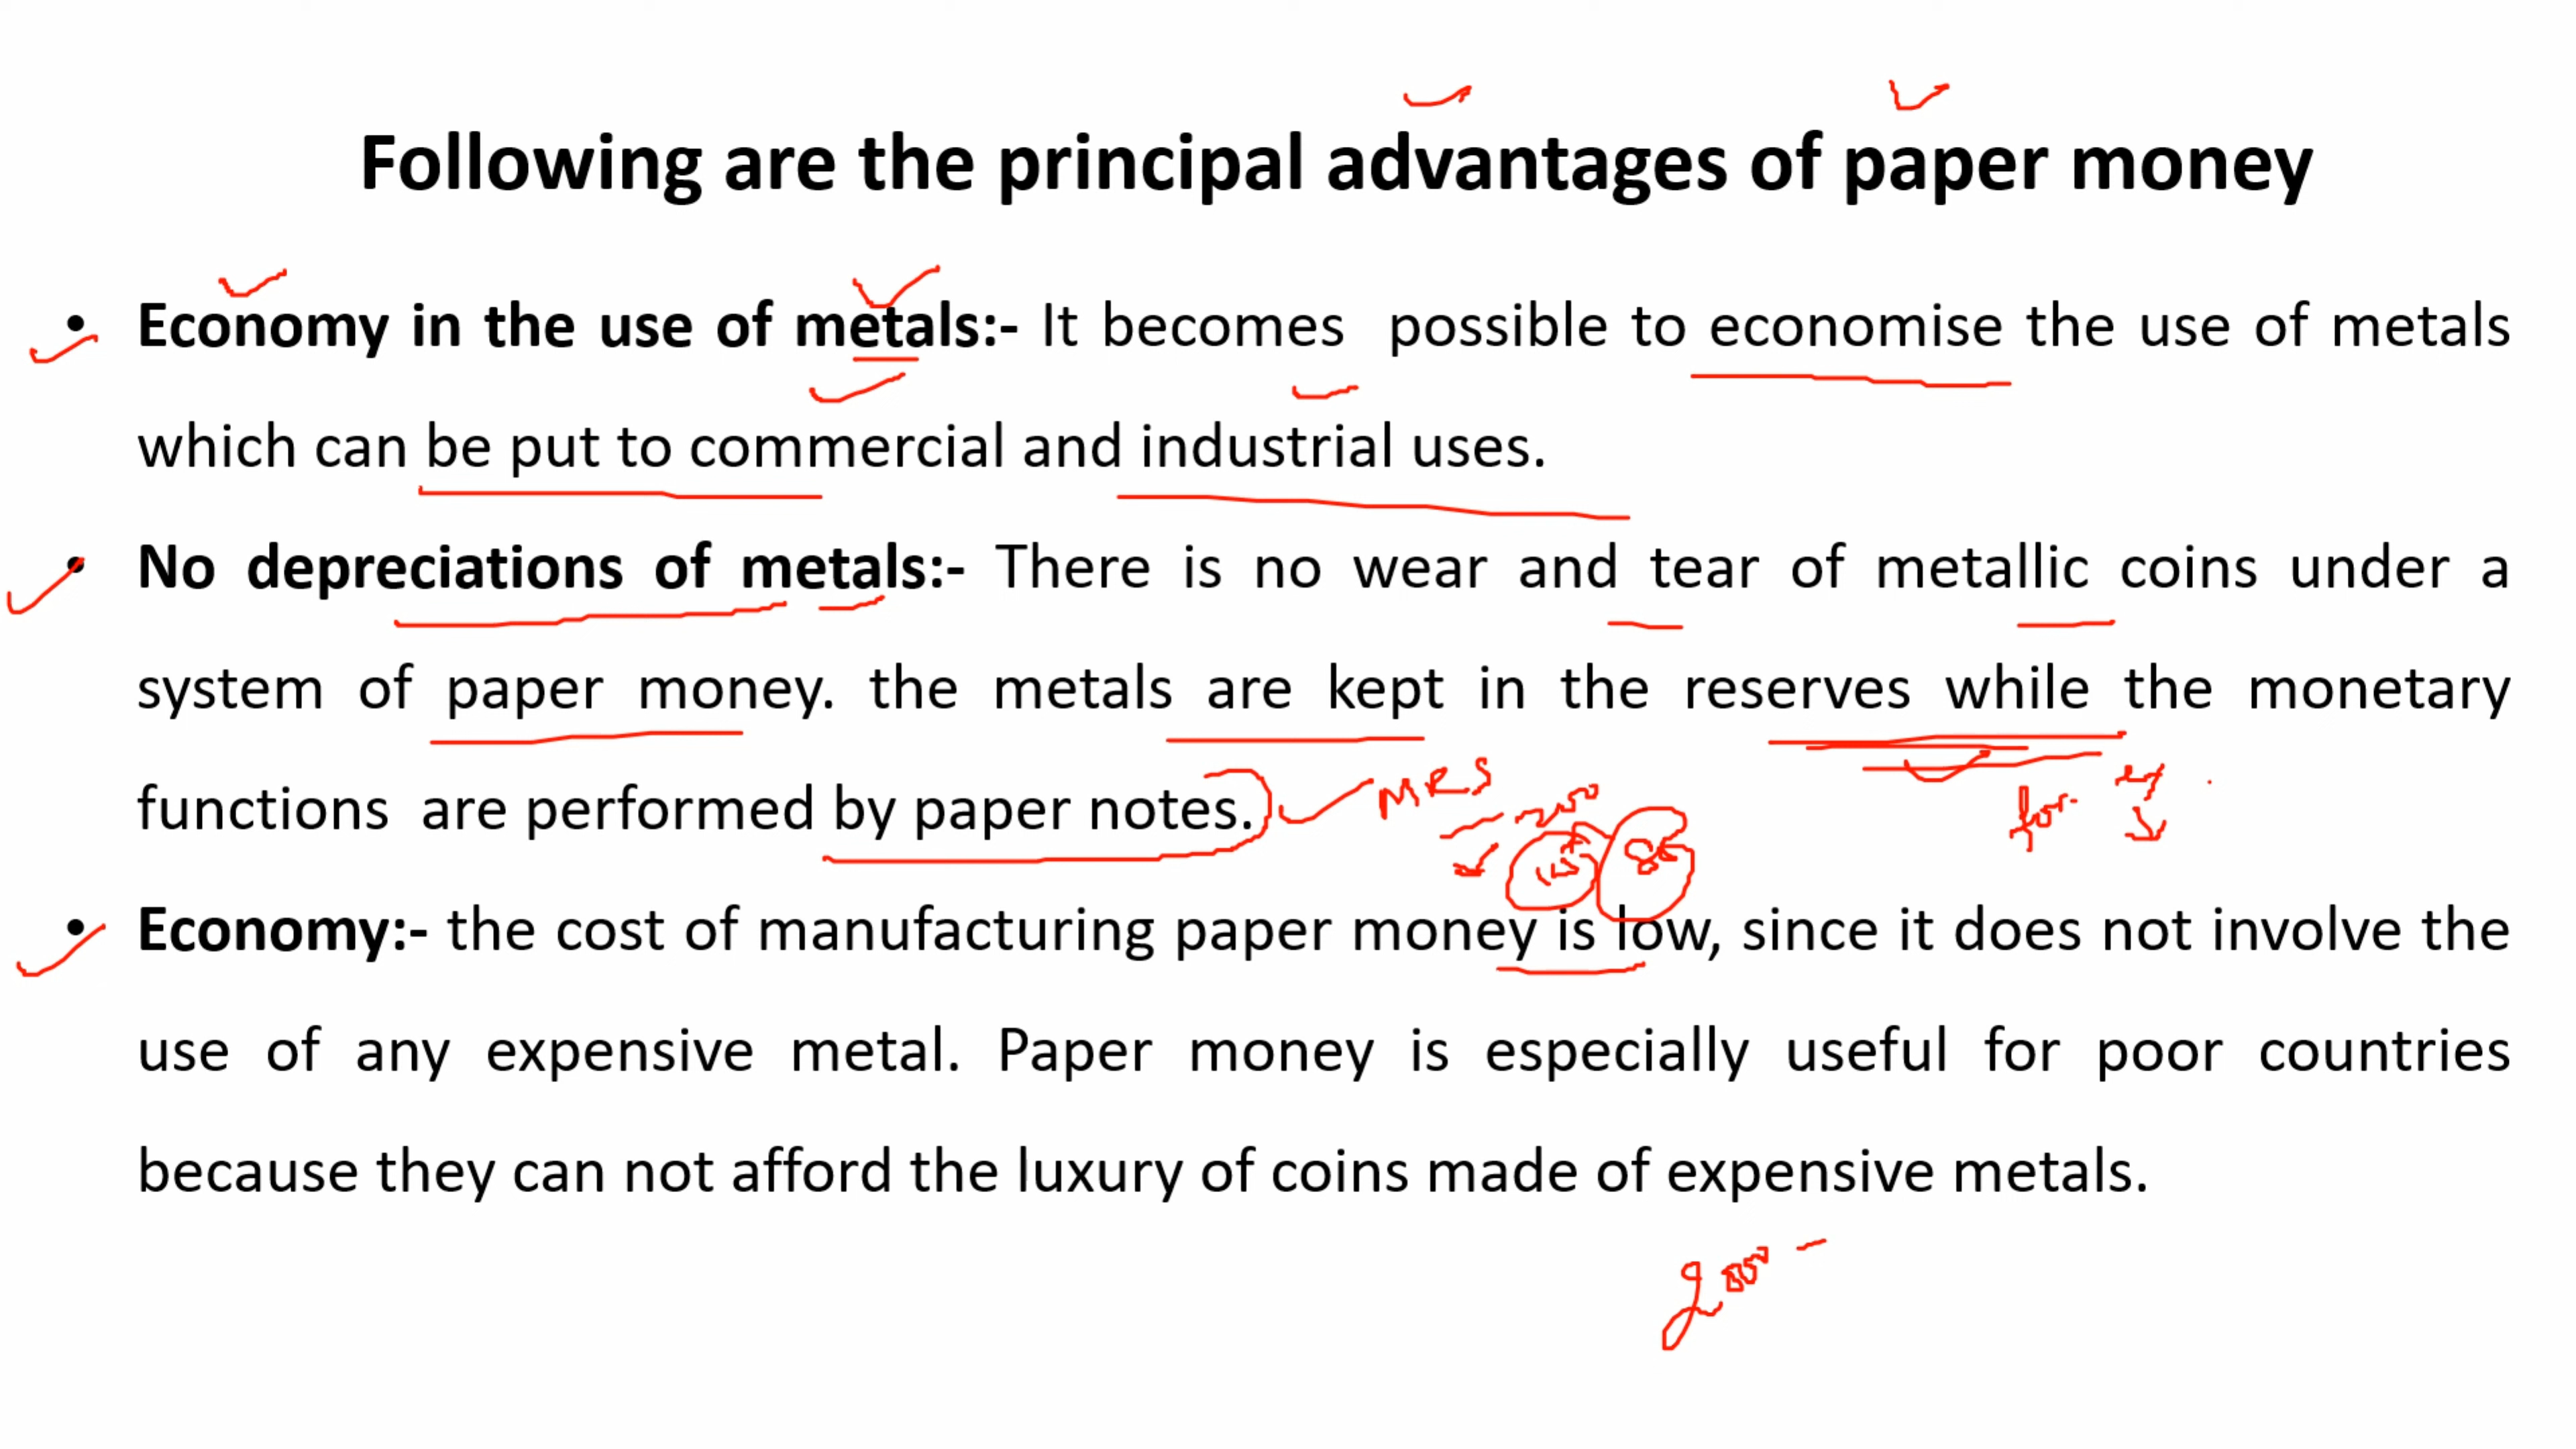 Following are the principal advantages of paper money
• Economy in the use of metals:- It becomes possible to economise the use of metals
which can be put to commercial and industrial uses.
• No depreciations of metals:- There is no wear and tear of metallic coins under a
system of paper money. the metals are kept in the reserves while the monetary
functions are performed by paper notes.
MRS
for
• Economy:- the cost of manufacturing paper money is low, since it does not involve the
use of any expensive metal. Paper money is especially useful for poor countries
because they can not afford the luxury of coins made of expensive metals.